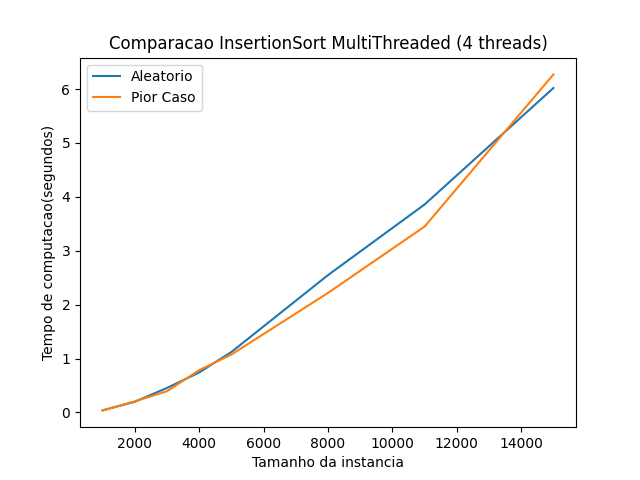 Comparacao InsertionSort MultiThreaded (4 threads)
Aleatorio
Pior Caso
Tempo de computacao(segundos)
6
5
4
3
2
1
0
2000 4000 6000 8000 10000 12000 14000
Tamanho da instancia